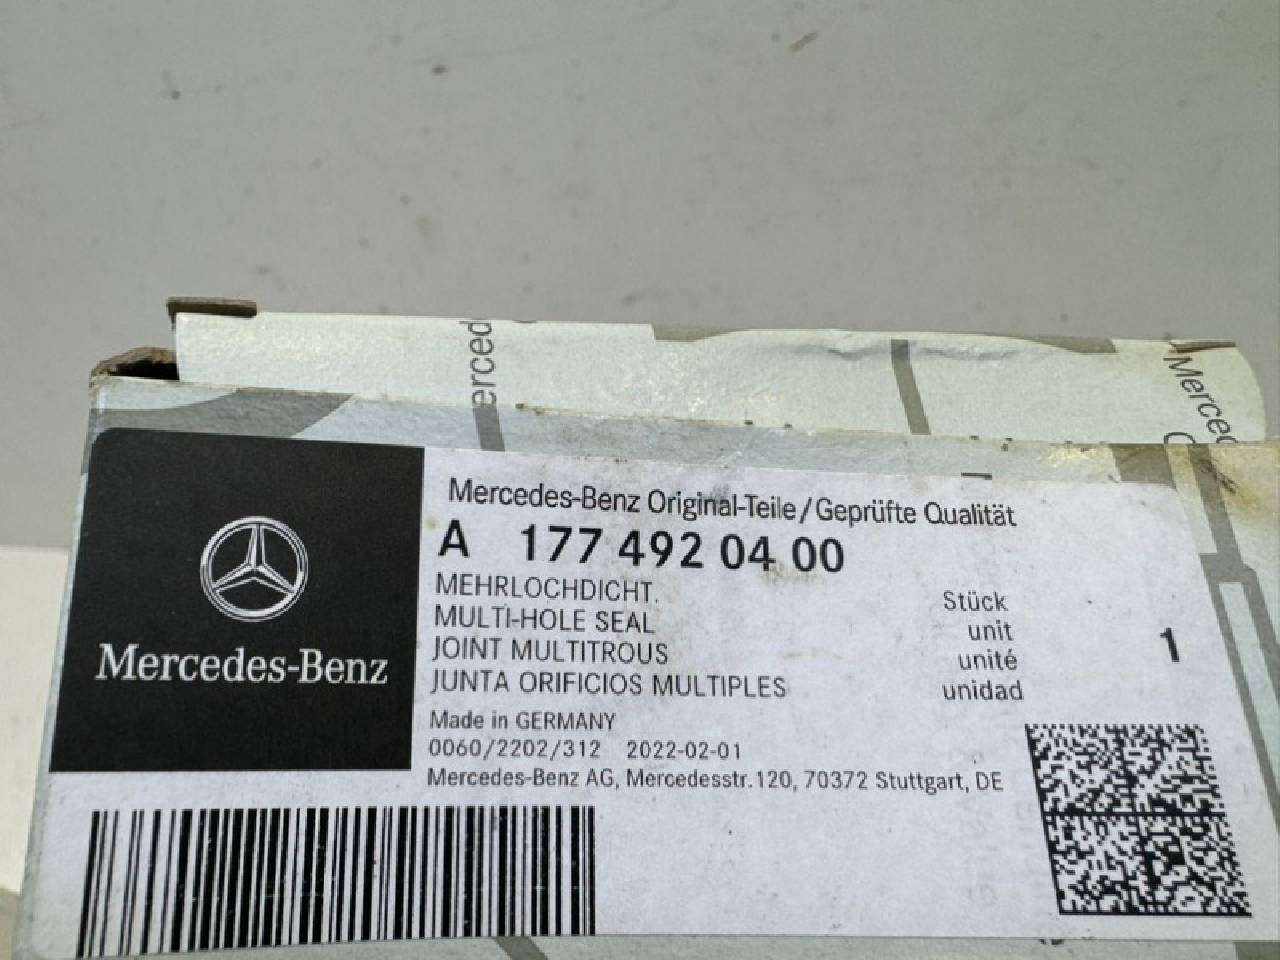 erced
Merced
Mercedes-Benz
Mercedes-Benz Original-Teile/Geprüfte Qualität
A 177 492 04 00
MEHRLOCHDICHT.
MULTI-HOLE SEAL
JOINT MULTITROUS
JUNTA ORIFICIOS MULTIPLES
Stück
unit
unité
unidad
1
Made in GERMANY
0060/2202/312 2022-02-01
Mercedes-Benz AG, Mercedesstr.120, 70372 Stuttgart, DE